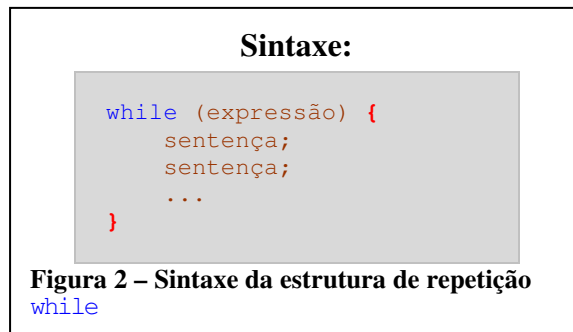 Sintaxe:
while (expressão) {
sentença;
sentença;
...
}
Figura 2 – Sintaxe da estrutura de repetição
while